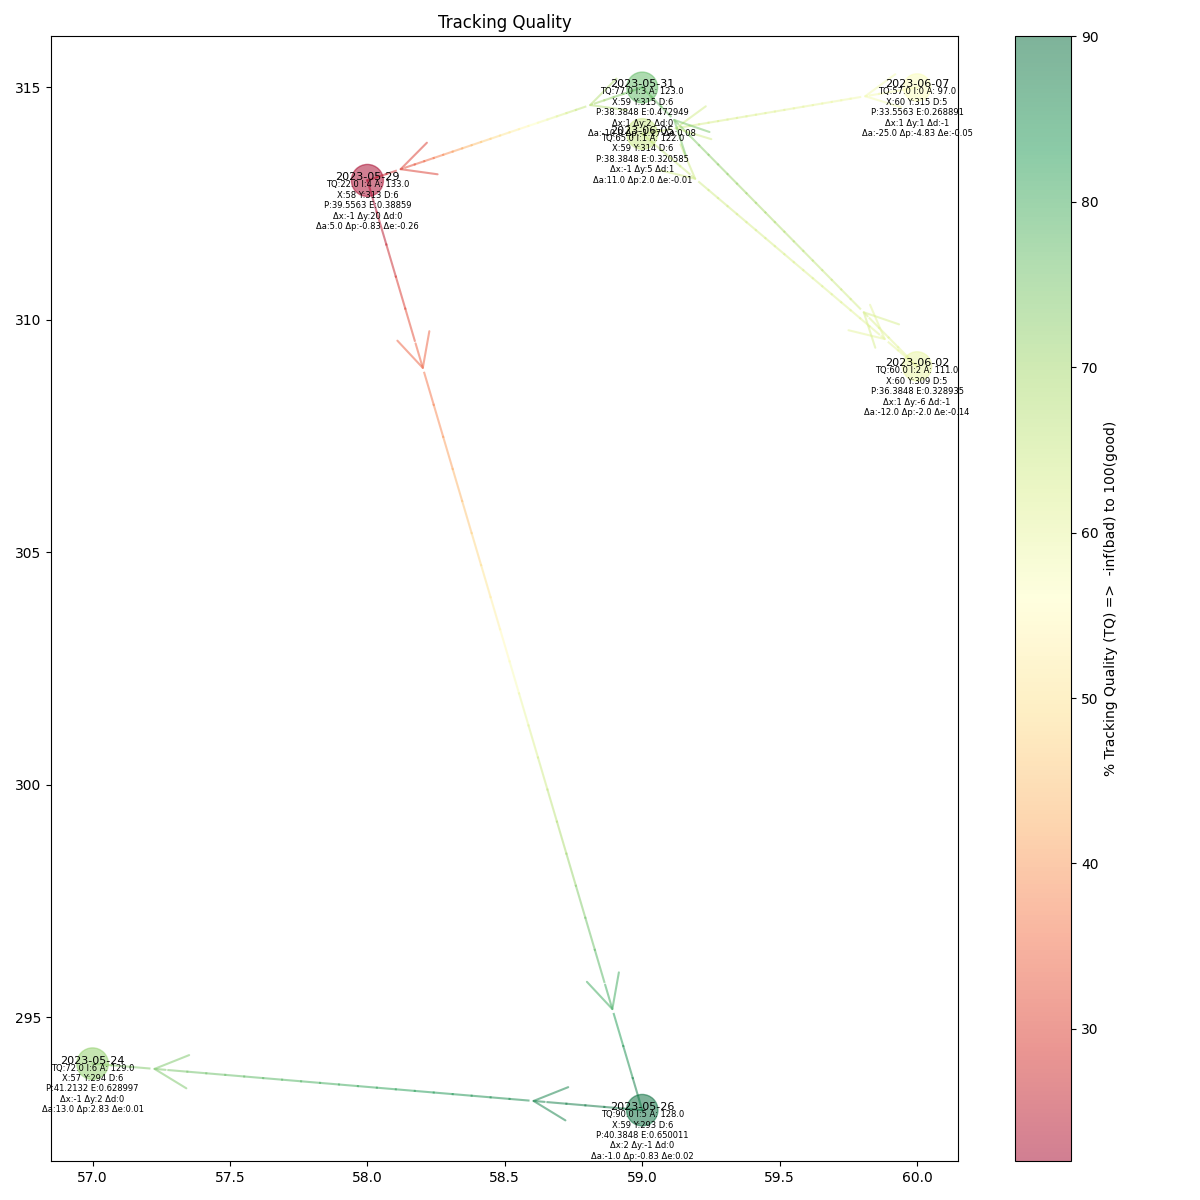 Tracking Quality
315
310
305
300
295
57.0
57.5
58.0
58.5
59.0
59.5
60.0
2023-05-31
TQ:77.0 I:3 A: 123.0
X:59 Y:315 D:6
P:38.3848 E:0.472949
Δx:1 Δy:2 Δd:0
2023-06-05
TQ:65.0 I:1 A: 122.0
X:59 Y:314 D:6
P:38.3848 E:0.320585
Δx:-1 Δy:5 Δd:1
Δa:11.0 Δp:2.0 Δe:-0.01
2023-06-07
TQ:57.0 I:0 A: 97.0
X:60 Y:315 D:5
P:33.5563 E:0.268891
Δx:1 Δy:1 Δd:-1
Δa:-25.0 Δp:-4.83 Δe:-0.05
2023-05-29
TQ:22.0 I:4 A: 133.0
X:58 Y:313 D:6
P:39.5563 E:0.38859
Δx:-1 Δy:20 Δd:0
Δa:5.0 Δp:-0.83 Δe:-0.26
2023-06-02
TQ:60.0 I:2 A: 111.0
X:60 Y:309 D:5
P:36.3848 E:0.328935
Δx:1 Δy:-6 Δd:-1
Δa:-12.0 Δp:-2.0 Δe:-0.14
2023-05-24
TQ:72.0 I:6 A: 129.0
X:57 Y:294 D:6
P:41.2132 E:0.628997
Δx:-1 Δy:2 Δd:0
Δa:13.0 Δp:2.83 Δe:0.01
2023-05-26
TQ:90.0 I:5 A: 128.0
X:59 Y:293 D:6
P:40.3848 E:0.650011
Δx:2 Δy:-1 Δd:0
Δa:-1.0 Δp:-0.83 Δe:0.02
90
80
70
60
50
40
30
% Tracking Quality (TQ) => -inf(bad) to 100(good)